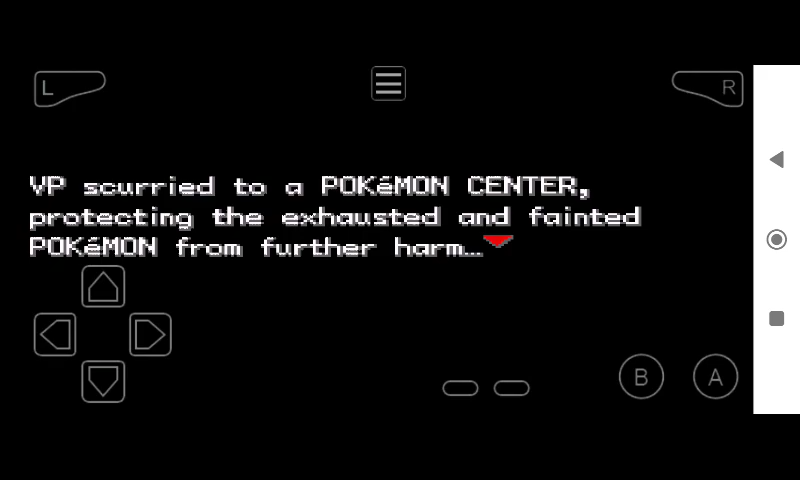 L
R
VP scurried to a POKéMON CENTER,
protecting the exhausted and fainted
POKéMON from further harm…
B
A